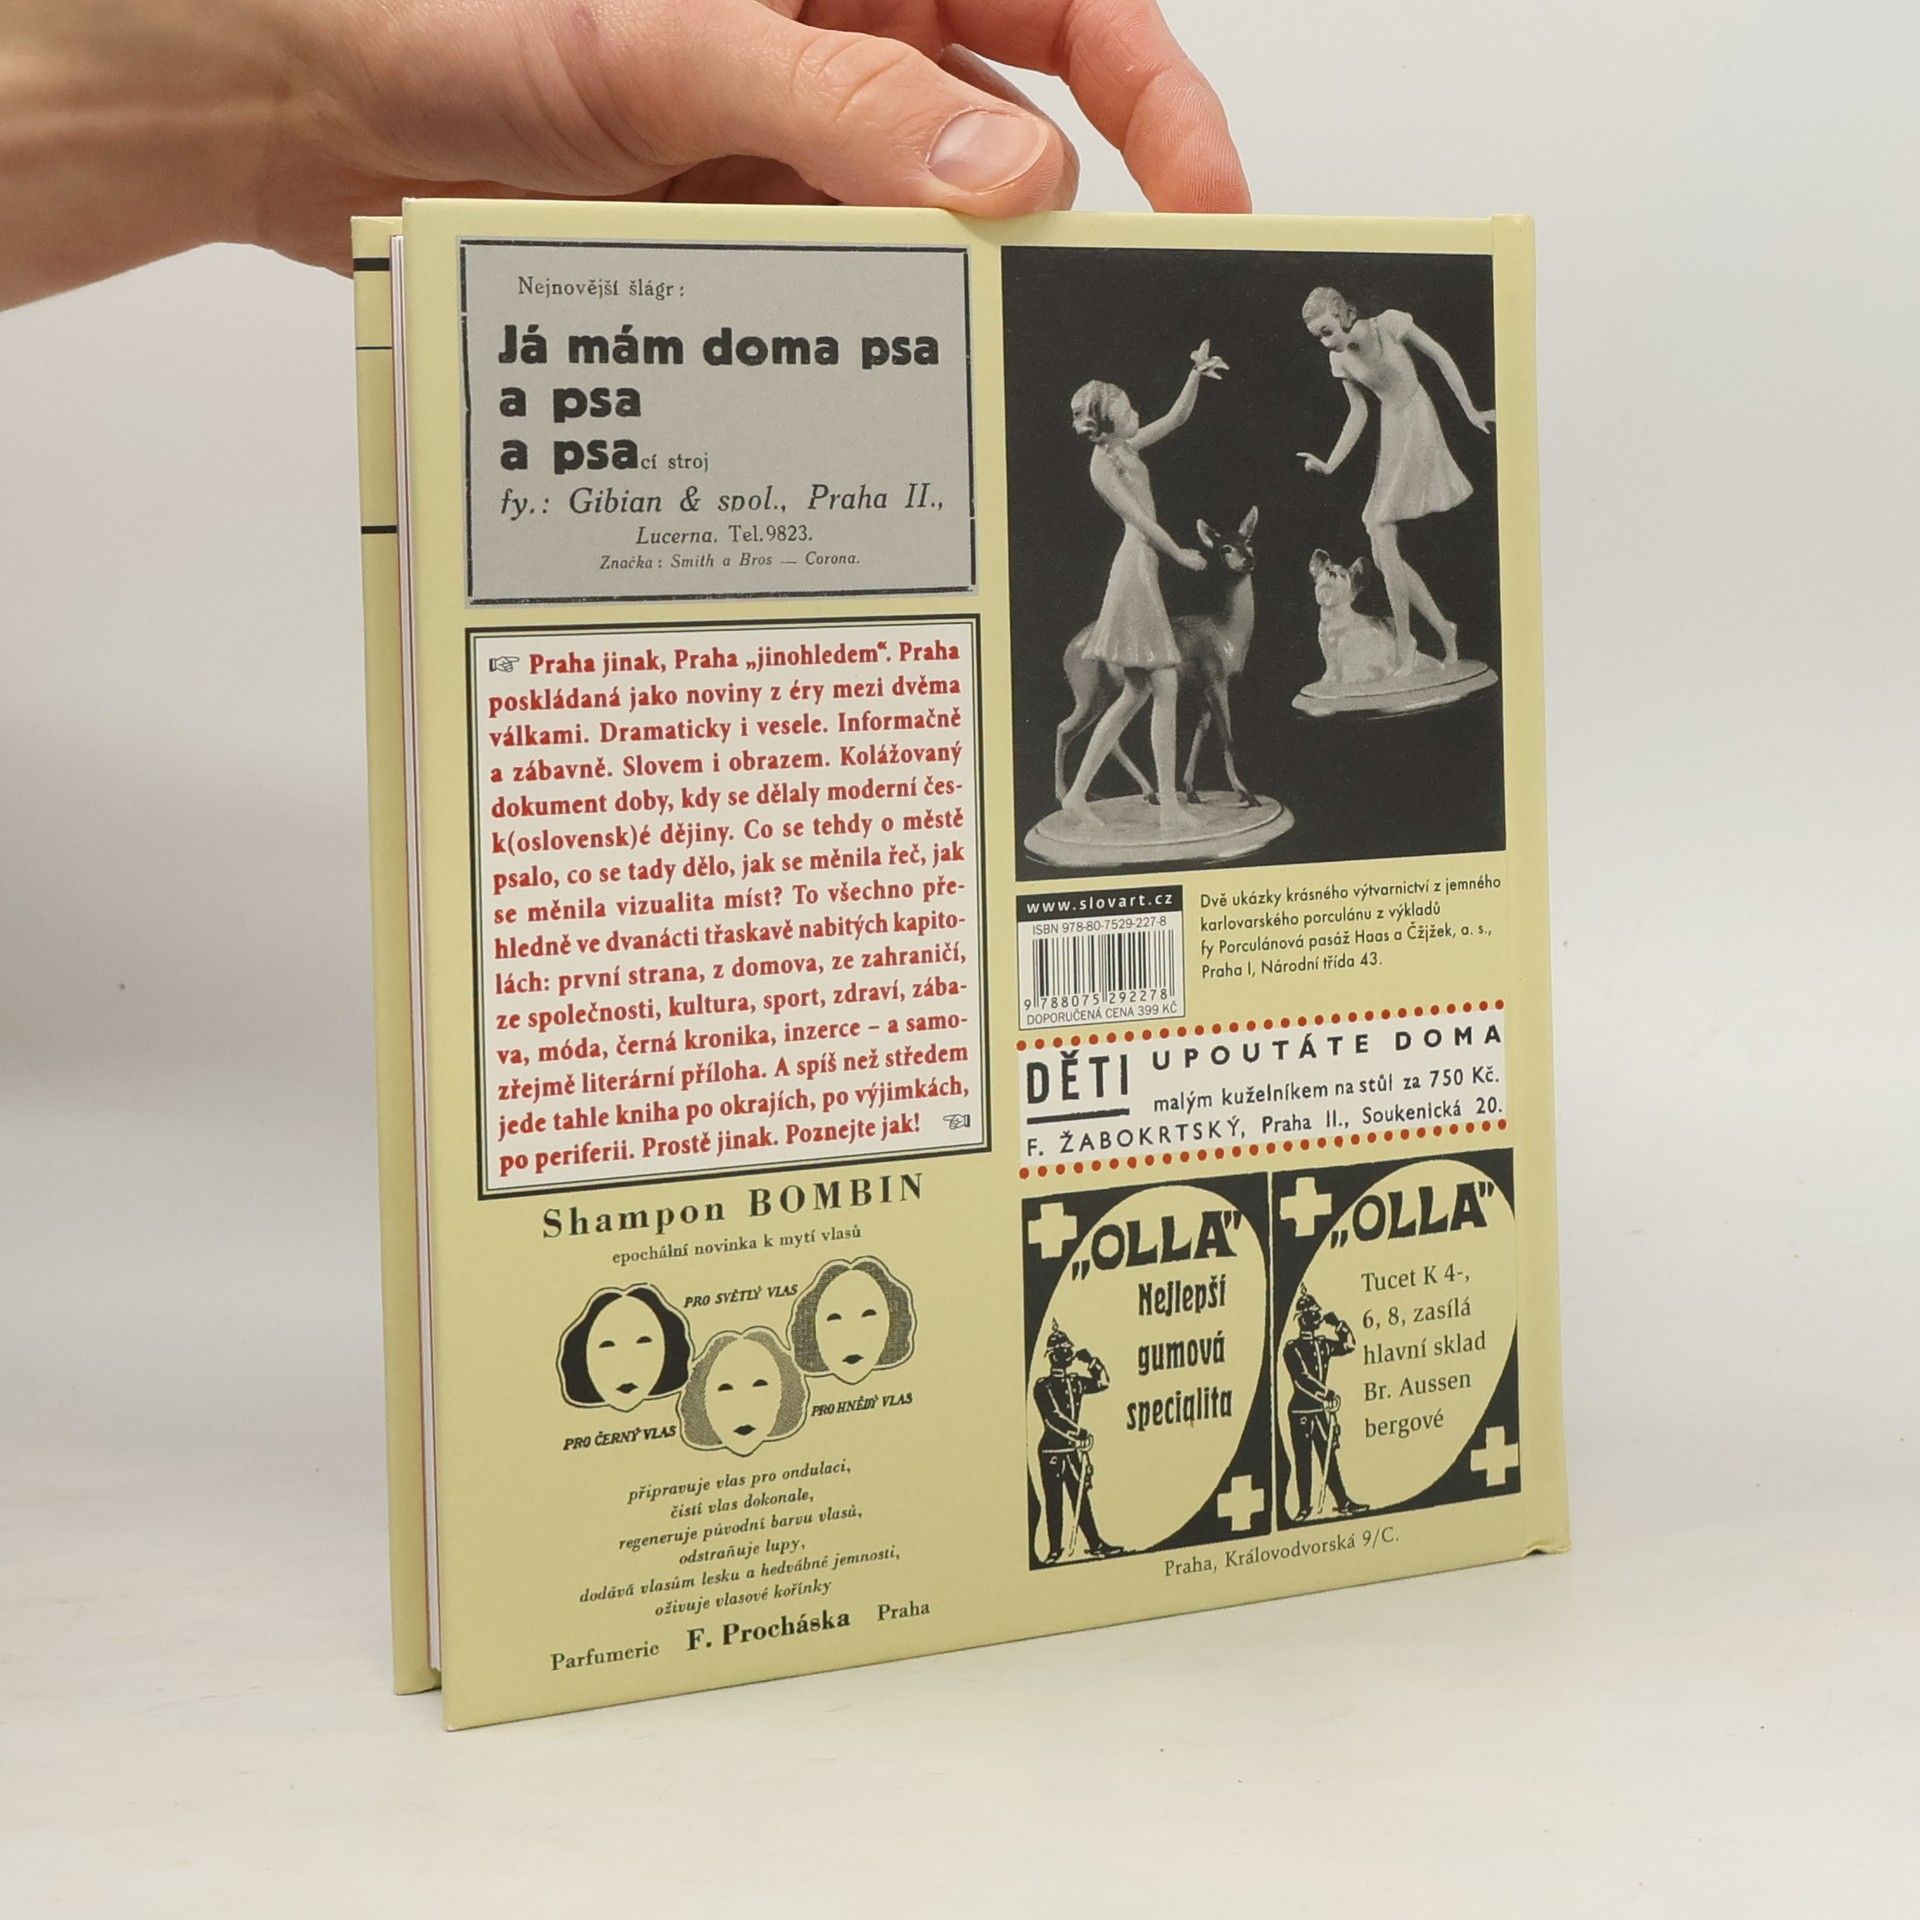 Nejnovější šlágr:
Já mám doma psa
a psa
a psací stroj
fy.: Gibian & spol., Praha II.,
Lucerna. Tel.9823.
Značka: Smith a Bros — Corona.
☞ Praha jinak, Praha „jinohledem“. Praha
poskládaná jako noviny z éry mezi dvěma
válkami. Dramaticky i vesele. Informačně
a zábavně. Slovem i obrazem. Kolážovaný
dokument doby, kdy se dělaly moderní čes-
k(oslovensk)é dějiny. Co se tehdy o městě
psalo, co se tady dělo, jak se měnila řeč, jak
se měnila vizualita míst? To všechno pře-
hledně ve dvanácti třaskavě nabitých kapito-
lách: první strana, z domova, ze zahraničí,
ze společnosti, kultura, sport, zdraví, zába-
va, móda, černá kronika, inzerce – a samo-
zřejmě literární příloha. A spíš než středem
jede tahle kniha po okrajích, po výjimkách,
po periferii. Prostě jinak. Poznejte jak! ☜
Shampon BOMBIN
epochální novinka k mytí vlasů
PRO SVĚTLÝ VLAS
PRO HNĚDÝ VLAS
PRO ČERNÝ VLAS
připravuje vlas pro ondulaci,
čistí vlas dokonale,
regeneruje původní barvu vlasů,
odstraňuje lupy,
dodává vlasům lesku a hedvábné jemnosti,
oživuje vlasové kořínky
Parfumerie F. Procháska Praha
www.slovart.cz
ISBN 978-80-7529-227-8
9 788075 292278
DOPORUČENÁ CENA 399 KČ
Dvě ukázky krásného výtvarnictví z jemného
karlovarského porculánu z výkladů
fy Porculánová pasáž Haas a Čžjžek, a. s.,
Praha I, Národní třída 43.
DĚTI UPOUTÁTE DOMA
malým kuželníkem na stůl za 750 Kč.
F. ŽABOKRTSKÝ, Praha II., Soukenická 20.
„OLLA”
Nejlepší
gumová
specialita
„OLLA”
Tucet K 4-,
6, 8, zasílá
hlavní sklad
Br. Aussen
bergové
Praha, Královodvorská 9/C.